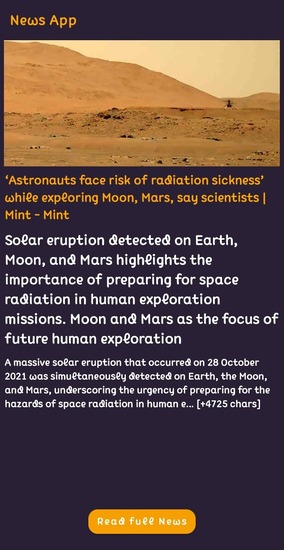 News App
‘Astronauts face risk of radiation sickness’
while exploring Moon, Mars, say scientists |
Mint - Mint
Solar eruption detected on Earth,
Moon, and Mars highlights the
importance of preparing for space
radiation in human exploration
missions. Moon and Mars as the focus of
future human exploration
A massive solar eruption that occurred on 28 October
2021 was simultaneously detected on Earth, the Moon,
and Mars, underscoring the urgency of preparing for the
hazards of space radiation in human e… [+4725 chars]
Read full News